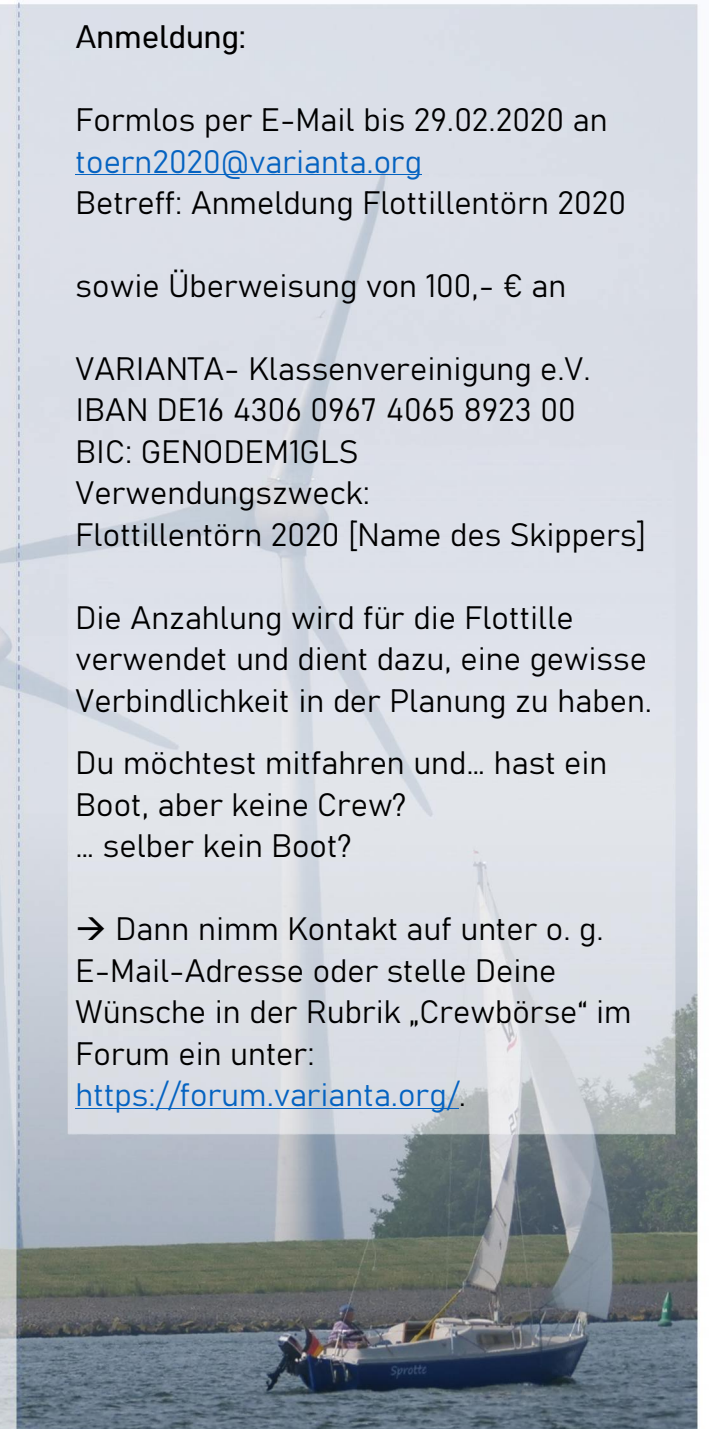 Anmeldung:
Formlos per E-Mail bis 29.02.2020 an
toern2020@varianta.org
Betreff: Anmeldung Flottillentörn 2020
sowie Überweisung von 100,- € an
VARIANTA- Klassenvereinigung e.V.
IBAN DE16 4306 0967 4065 8923 00
BIC: GENODEM1GLS
Verwendungszweck:
Flottillentörn 2020 [Name des Skippers]
Die Anzahlung wird für die Flottille
verwendet und dient dazu, eine gewisse
Verbindlichkeit in der Planung zu haben.
Du möchtest mitfahren und… hast ein
Boot, aber keine Crew?
… selber kein Boot?
→ Dann nimm Kontakt auf unter o. g.
E-Mail-Adresse oder stelle Deine
Wünsche in der Rubrik „Crewbörse“ im
Forum ein unter:
https://forum.varianta.org/.
Sprotte